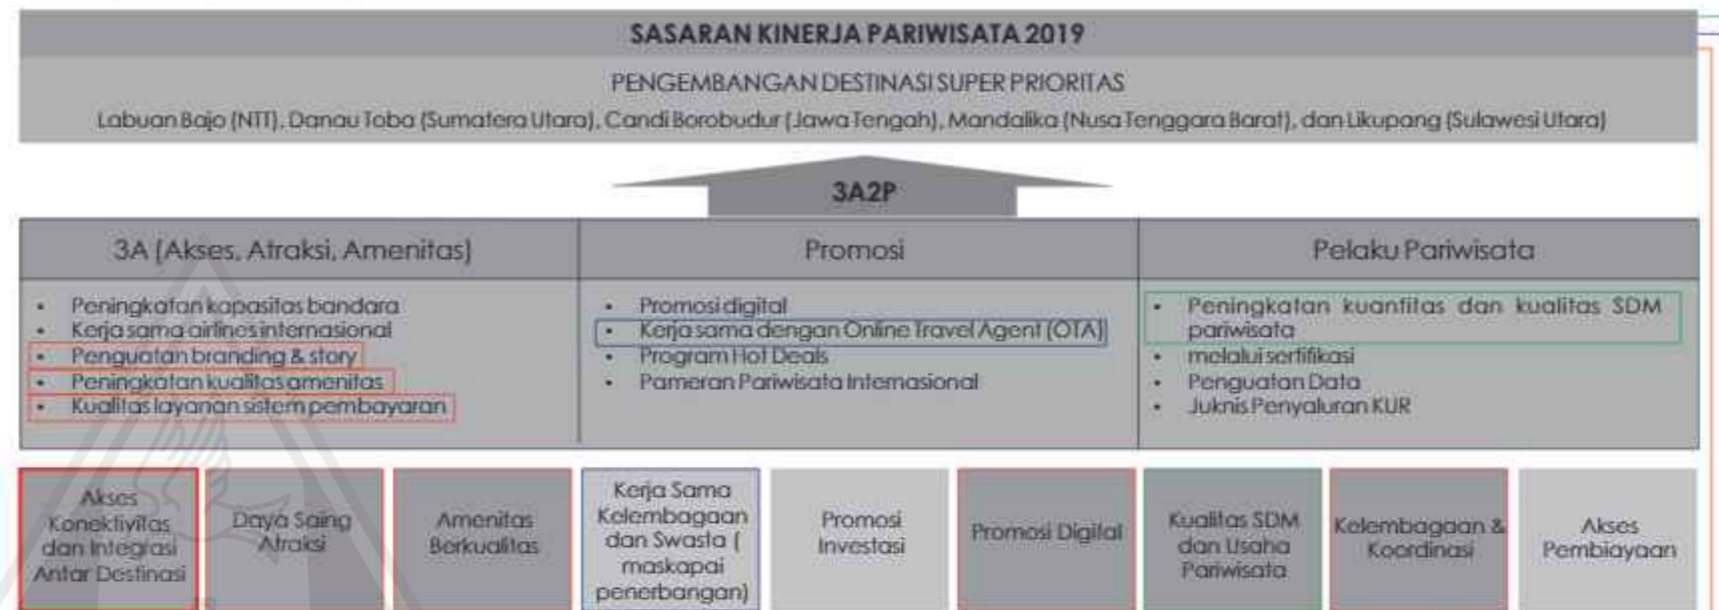 SASARAN KINERJA PARIWISATA 2019
PENGEMBANGAN DESTINASI SUPER PRIORITAS
Labuan Bajo (NTT), Danau Toba (Sumatera Utara), Candi Borobudur (Jawa Tengah), Mandalika (Nusa Tenggara Barat), dan Likupang (Sulawesi Utara)
3A2P
3A (Akses, Atraksi, Amenitas)
• Peningkatan kapasitas bandara
• Kerja sama airlines internasional
• Penguatan branding & story
• Peningkatan kualitas amenitas
• Kualitas layanan sistem pembayaran
Promosi
• Promosi digital
• Kerja sama dengan Online Travel Agent (OTA)
• Program Hot Deals
• Pameran Pariwisata Internasional
Pelaku Pariwisata
• Peningkatan kuantitas dan kualitas SDM
pariwisata
• melalui sertifikasi
• Penguatan Data
• Juknis Penyaluran KUR
Akses
Konektivitas
dan Integrasi
Antar Destinasi
Daya Saing
Atraksi
Amenitas
Berkualitas
Kerja Sama
Kelembagaan
dan Swasta (
maskapai
penerbangan)
Promosi
Investasi
Promosi Digital
Kualitas SDM
dan Usaha
Pariwisata
Kelembagaan &
Koordinasi
Akses
Pembiayaan